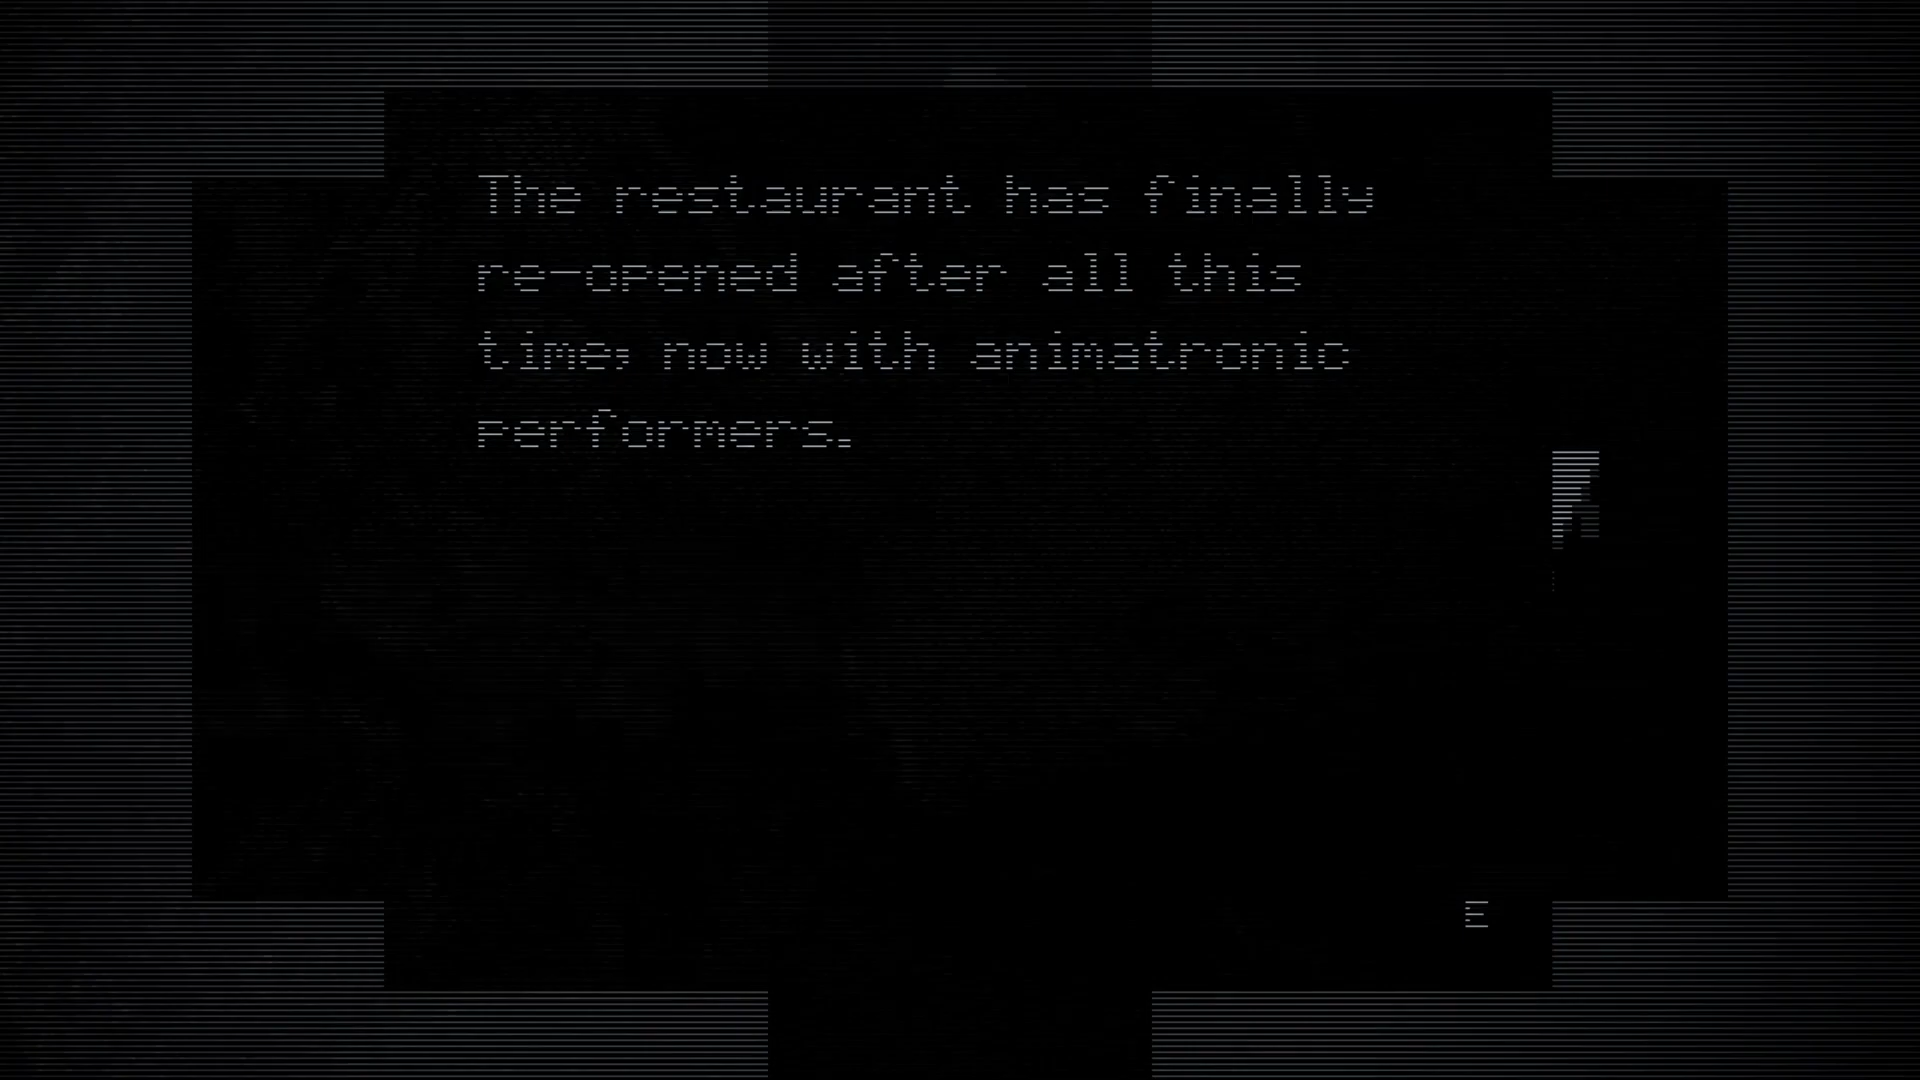 The restaurant has finally
re-opened after all this
time, now with animatronic
performers.
E